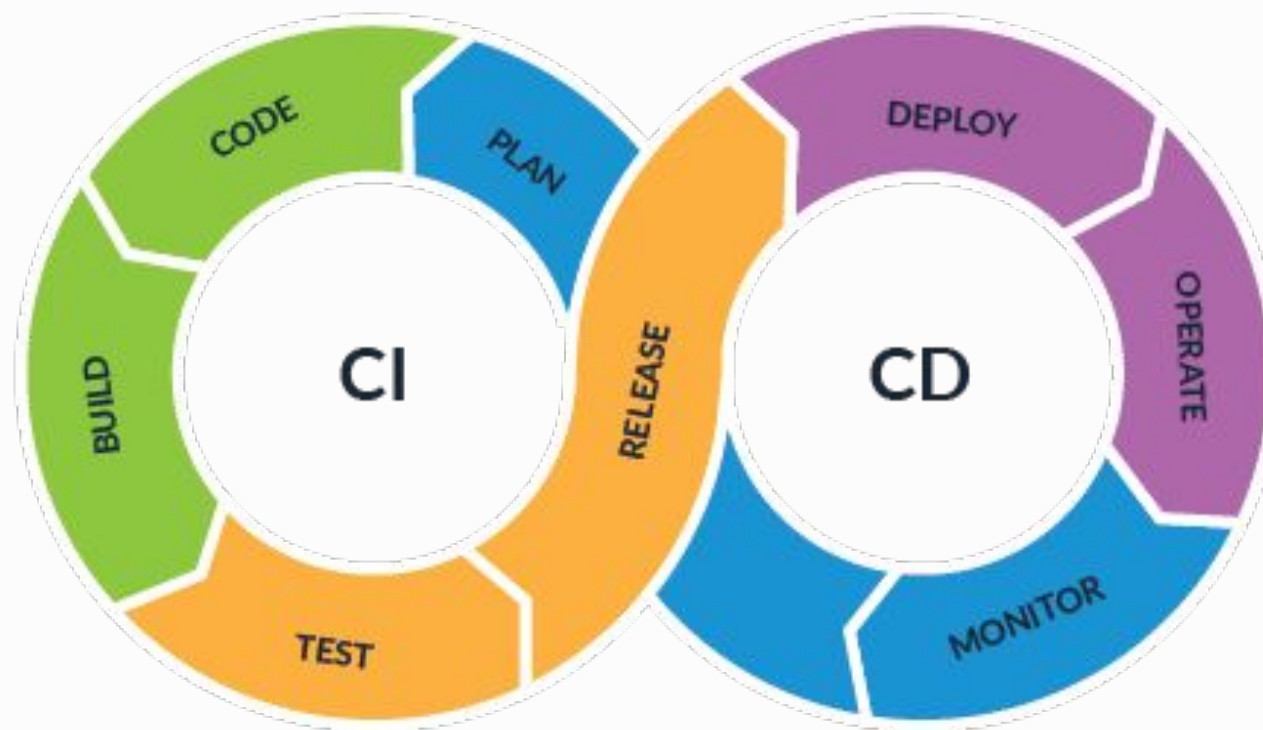 CODE
PLAN
DEPLOY
BUILD
CI
RELEASE
CD
OPERATE
TEST
MONITOR